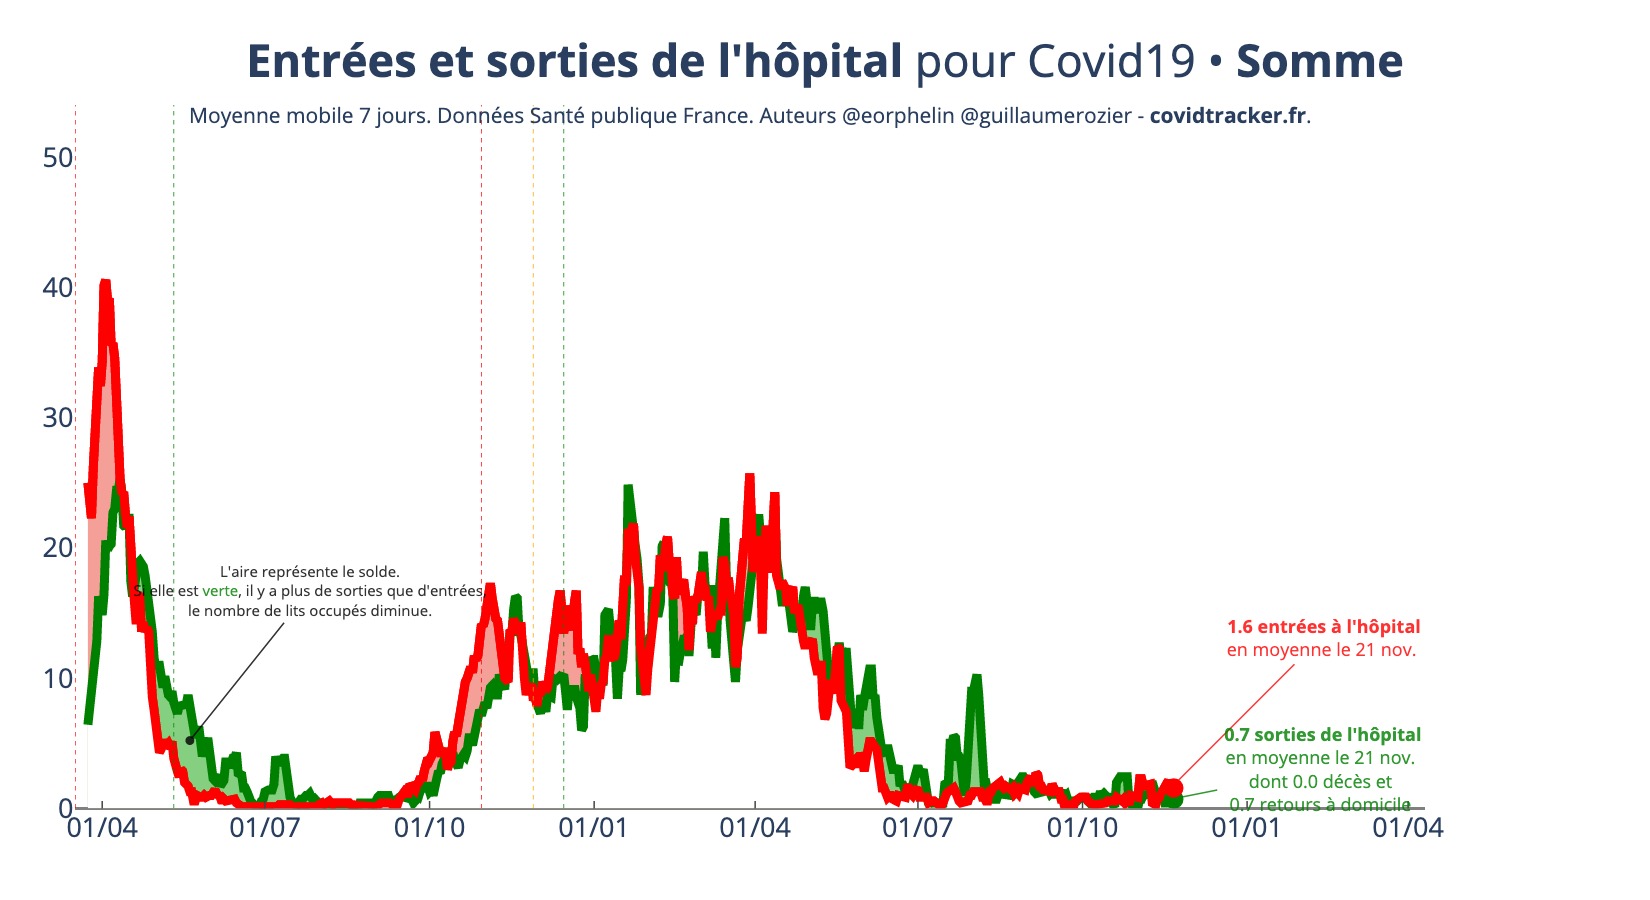 Entrées et sorties de l'hôpital pour Covid19 • Somme
Moyenne mobile 7 jours. Données Santé publique France. Auteurs @eorphelin @guillaumerozier - covidtracker.fr.
50
40
30
20
10
0
L'aire représente le solde.
Si elle est verte, il y a plus de sorties que d'entrées,
le nombre de lits occupés diminue.
1.6 entrées à l'hôpital
en moyenne le 21 nov.
0.7 sorties de l'hôpital
en moyenne le 21 nov.
dont 0.0 décès et
0.7 retours à domicile
01/04 01/07 01/10 01/01 01/04 01/07 01/10 01/01 01/04